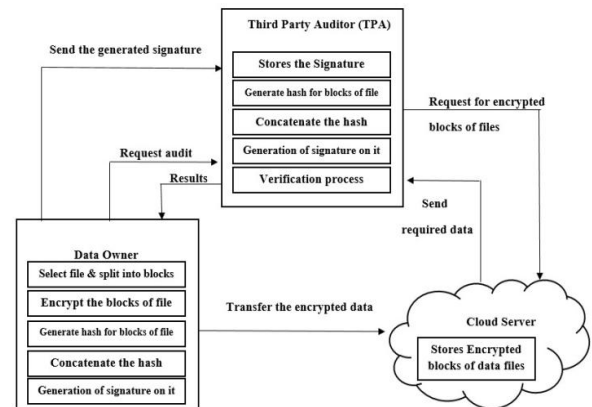 Third Party Auditor (TPA)
Send the generated signature
Stores the Signature
Generate hash for blocks of file
Concatenate the hash
Generation of signature on it
Verification process
Request for encrypted
blocks of files
Request audit
Results
Send
required data
Data Owner
Select file & split into blocks
Encrypt the blocks of file
Generate hash for blocks of file
Concatenate the hash
Generation of signature on it
Transfer the encrypted data
Cloud Server
Stores Encrypted
blocks of data files